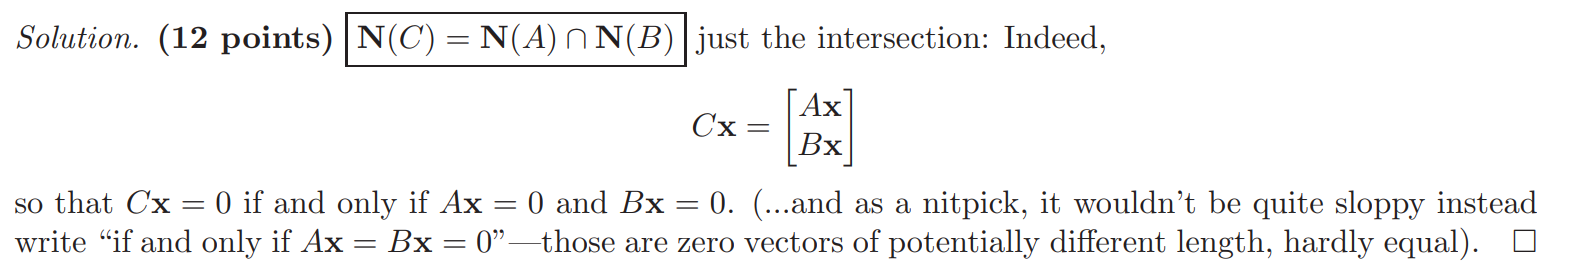 Solution. (12 points) N(C) = N(A) ∩ N(B) just the intersection: Indeed,
Cx = [Ax
Bx]
so that Cx = 0 if and only if Ax = 0 and Bx = 0. (...and as a nitpick, it wouldn't be quite sloppy instead
write “if and only if Ax = Bx = 0”—those are zero vectors of potentially different length, hardly equal). □